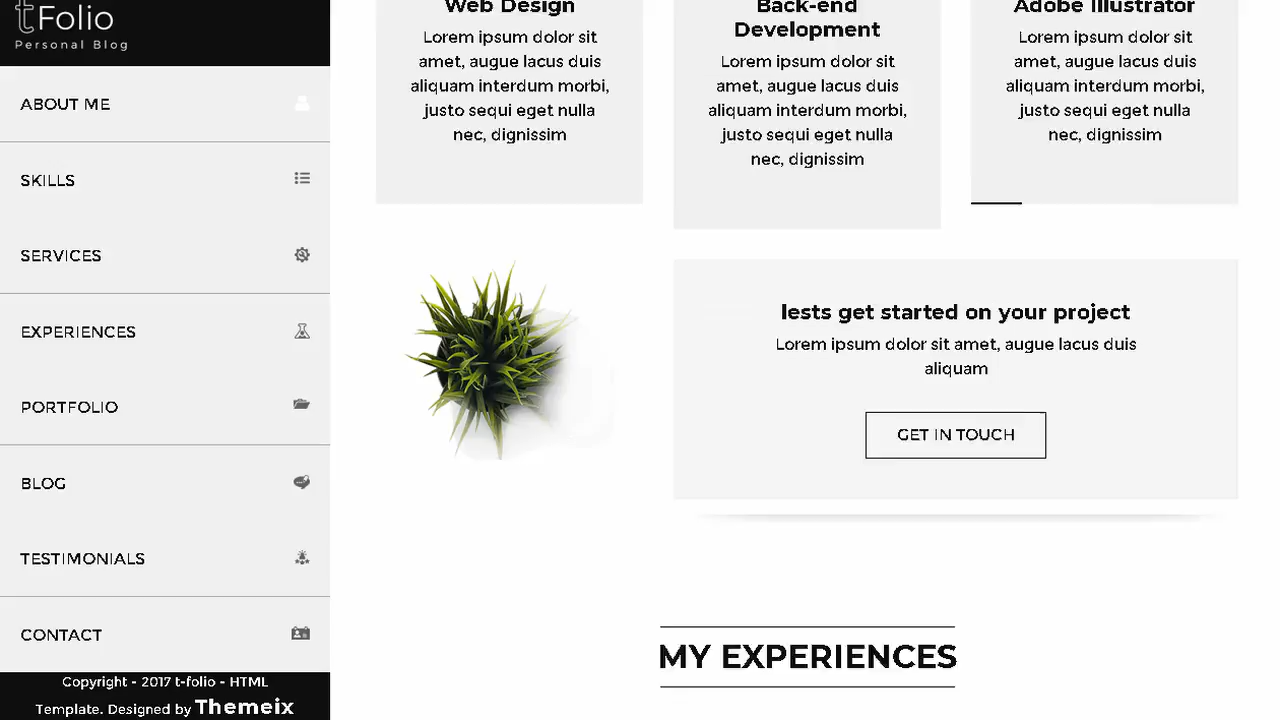 tFolio
Personal Blog
ABOUT ME
SKILLS
SERVICES
EXPERIENCES
PORTFOLIO
BLOG
TESTIMONIALS
CONTACT
Copyright - 2017 t-folio - HTML
Template. Designed by Themeix
Web Design
Lorem ipsum dolor sit
amet, augue lacus duis
aliquam interdum morbi,
justo sequi eget nulla
nec, dignissim
Back-end
Development
Lorem ipsum dolor sit
amet, augue lacus duis
aliquam interdum morbi,
justo sequi eget nulla
nec, dignissim
Adobe Illustrator
Lorem ipsum dolor sit
amet, augue lacus duis
aliquam interdum morbi,
justo sequi eget nulla
nec, dignissim
lests get started on your project
Lorem ipsum dolor sit amet, augue lacus duis
aliquam
GET IN TOUCH
MY EXPERIENCES